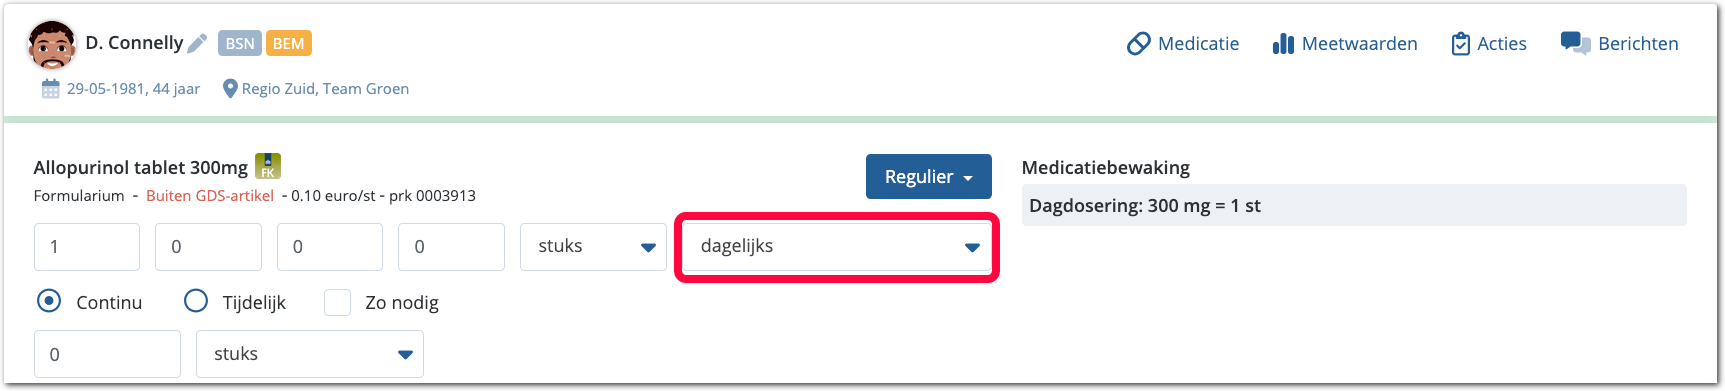 D. Connelly BSN BEM Medicatie Meetwaarden Acties Berichten
29-05-1981, 44 jaar Regio Zuid, Team Groen
Allopurinol tablet 300mg FK Regulier Medicatiebewaking
Formularium - Buiten GDS-artikel - 0.10 euro/st - prk 0003913 Dagdosering: 300 mg = 1 st
1 0 0 0 stuks dagelijks
Continu Tijdelijk Zo nodig
0 stuks